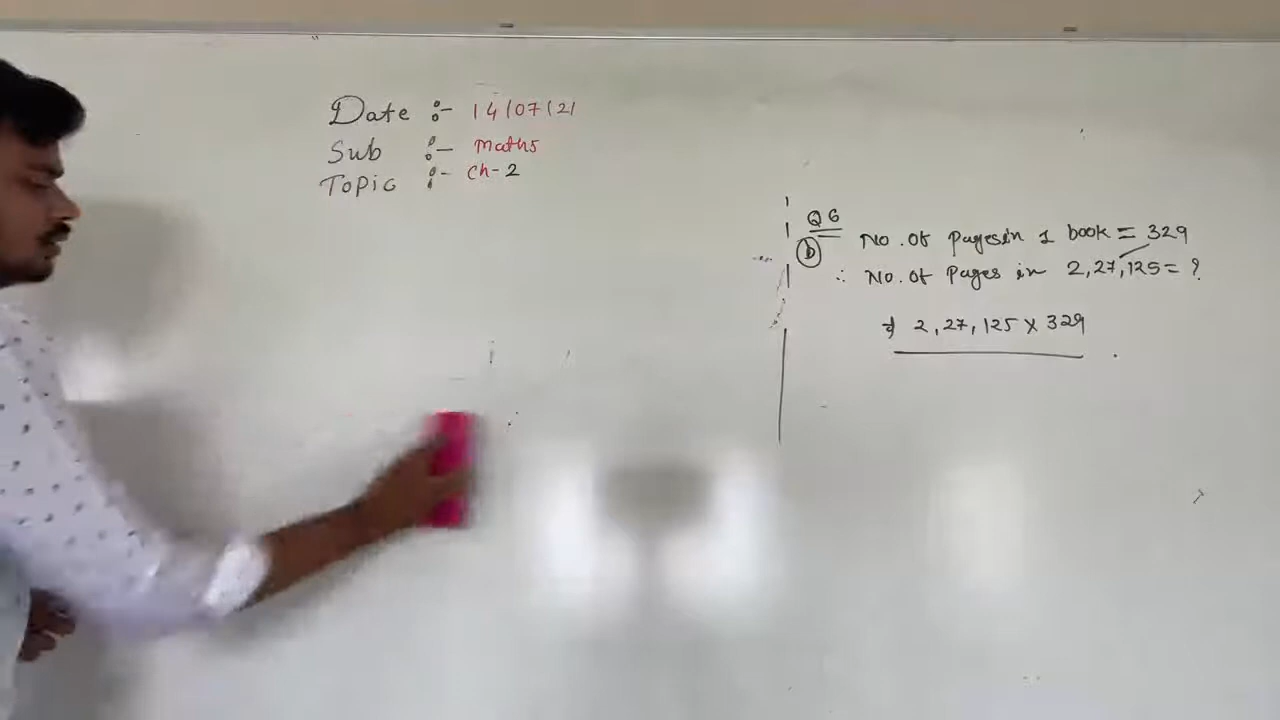 Date :- 14/07/21
Sub :- Maths
Topic :- Ch-2
Q6
(b) No. of Pages in 1 book = 329
∴ No. of Pages in 2,27,125 = ?
2,27,125 x 329